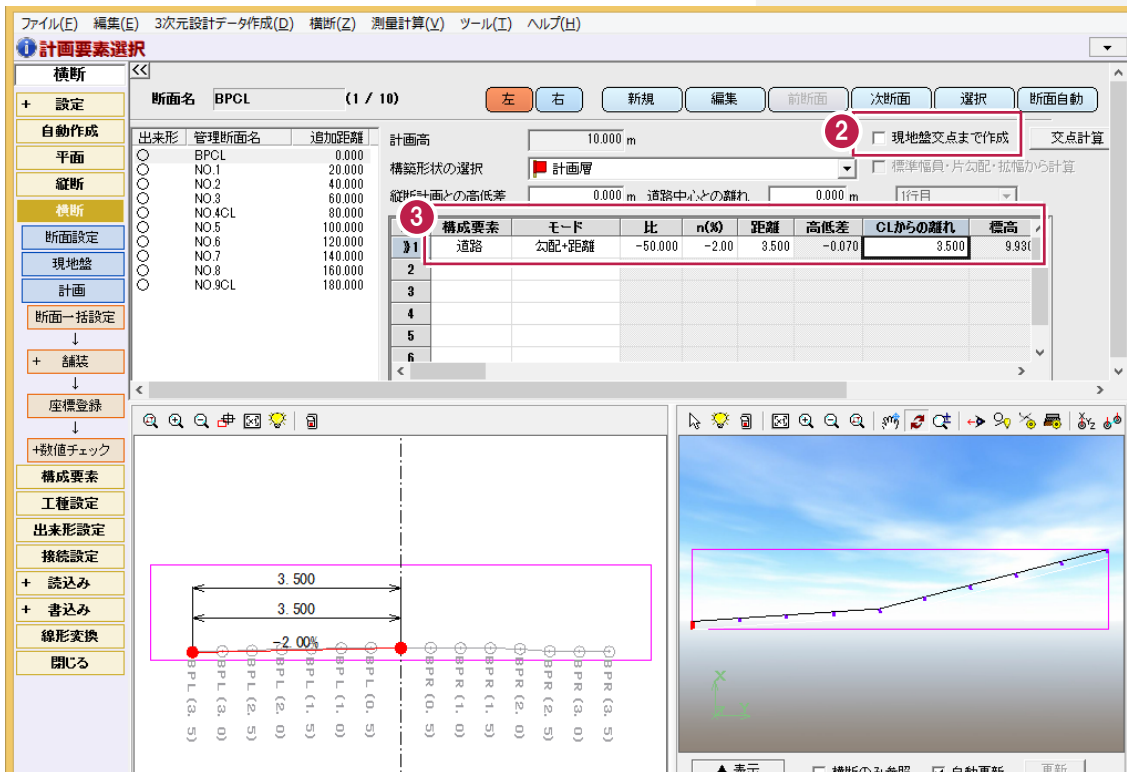 ファイル(F) 編集(E) 3次元設計データ作成(D) 横断(Z) 測量計算(V) ツール(T) ヘルプ(H)
計画要素選択
横断
+ 設定
自動作成
平面
縦断
横断
断面設定
現地盤
計画
断面一括設定
↓
+ 舗装
↓
座標登録
↓
+数値チェック
構成要素
工種設定
出来形設定
接続設定
+ 読込み
+ 書込み
線形変換
閉じる
<<
断面名 BPCL (1 / 10) 左 右 新規 編集 前断面 次断面 選択 断面自動
出来形 管理断面名 追加距離
○ BPCL 0.000
○ NO.1 20.000
○ NO.2 40.000
○ NO.3 60.000
○ NO.4CL 80.000
○ NO.5 100.000
○ NO.6 120.000
○ NO.7 140.000
○ NO.8 160.000
○ NO.9CL 180.000
計画高 10.000 m 2 現地盤交点まで作成 交点計算
構築形状の選択 計画層 標準幅員・片勾配・拡幅から計算
縦断計画との高低差 0.000 m 道路中心との離れ 0.000 m 1行目
3
構成要素 モード 比 n(%) 距離 高低差 CLからの離れ 標高
1 道路 勾配+距離 -50.000 -2.00 3.500 -0.070 3.500 9.930
2
3
4
5
6
3.500
3.500
-2.00%
BPL(3.5)
BPL(3.0)
BPL(2.5)
BPL(2.0)
BPL(1.5)
BPL(1.0)
BPL(0.5)
BPR(0.5)
BPR(1.0)
BPR(1.5)
BPR(2.0)
BPR(2.5)
BPR(3.0)
BPR(3.5)
X
Z Y
▲ 表示 横断のみ参照 自動更新 更新